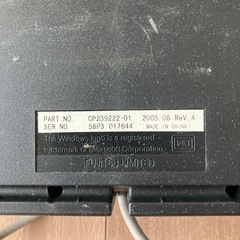 PART NO. CP239222-01 2005.08 Rev.A
SER NO. 58P3 017644 MADE IN CHINA
The Windows logo is a registered
trademark of Microsoft Corporation.
FUJITSU LIMITED